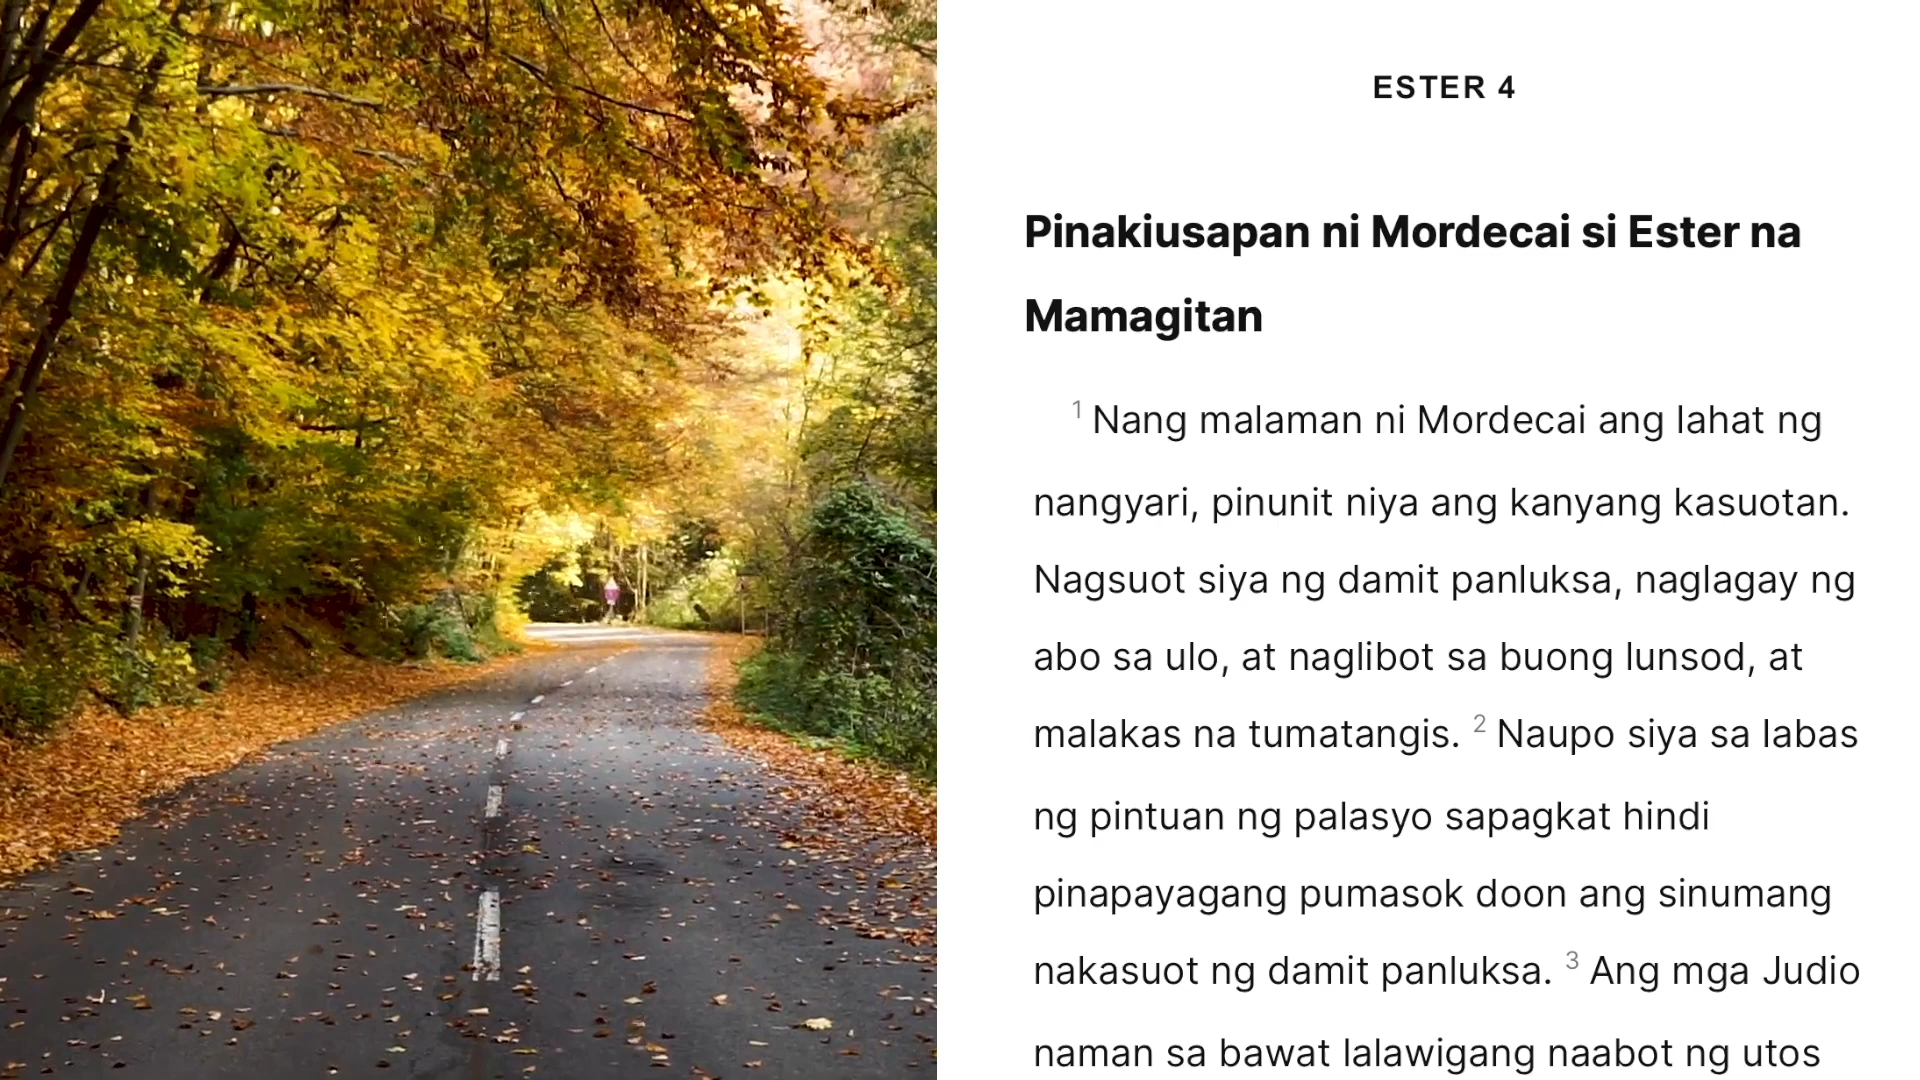 ESTER 4
Pinakiusapan ni Mordecai si Ester na
Mamagitan
1 Nang malaman ni Mordecai ang lahat ng
nangyari, pinunit niya ang kanyang kasuotan.
Nagsuot siya ng damit panluksa, naglagay ng
abo sa ulo, at naglibot sa buong lunsod, at
malakas na tumatangis. 2 Naupo siya sa labas
ng pintuan ng palasyo sapagkat hindi
pinapayagang pumasok doon ang sinumang
nakasuot ng damit panluksa. 3 Ang mga Judio
naman sa bawat lalawigang naabot ng utos